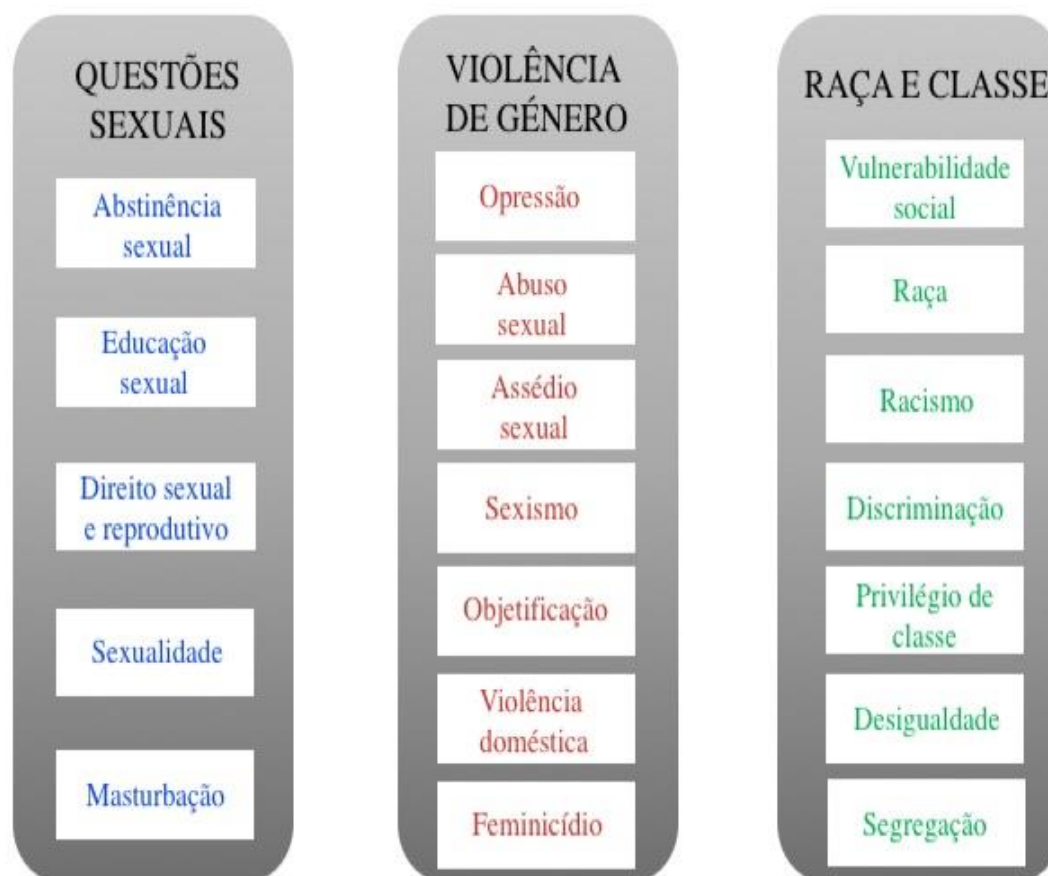 QUESTÕES
SEXUAIS
Abstinência
sexual
Educação
sexual
Direito sexual
e reprodutivo
Sexualidade
Masturbação
VIOLÊNCIA
DE GÉNERO
Opressão
Abuso
sexual
Assédio
sexual
Sexismo
Objetificação
Violência
doméstica
Feminicídio
RAÇA E CLASSE
Vulnerabilidade
social
Raça
Racismo
Discriminação
Privilégio de
classe
Desigualdade
Segregação